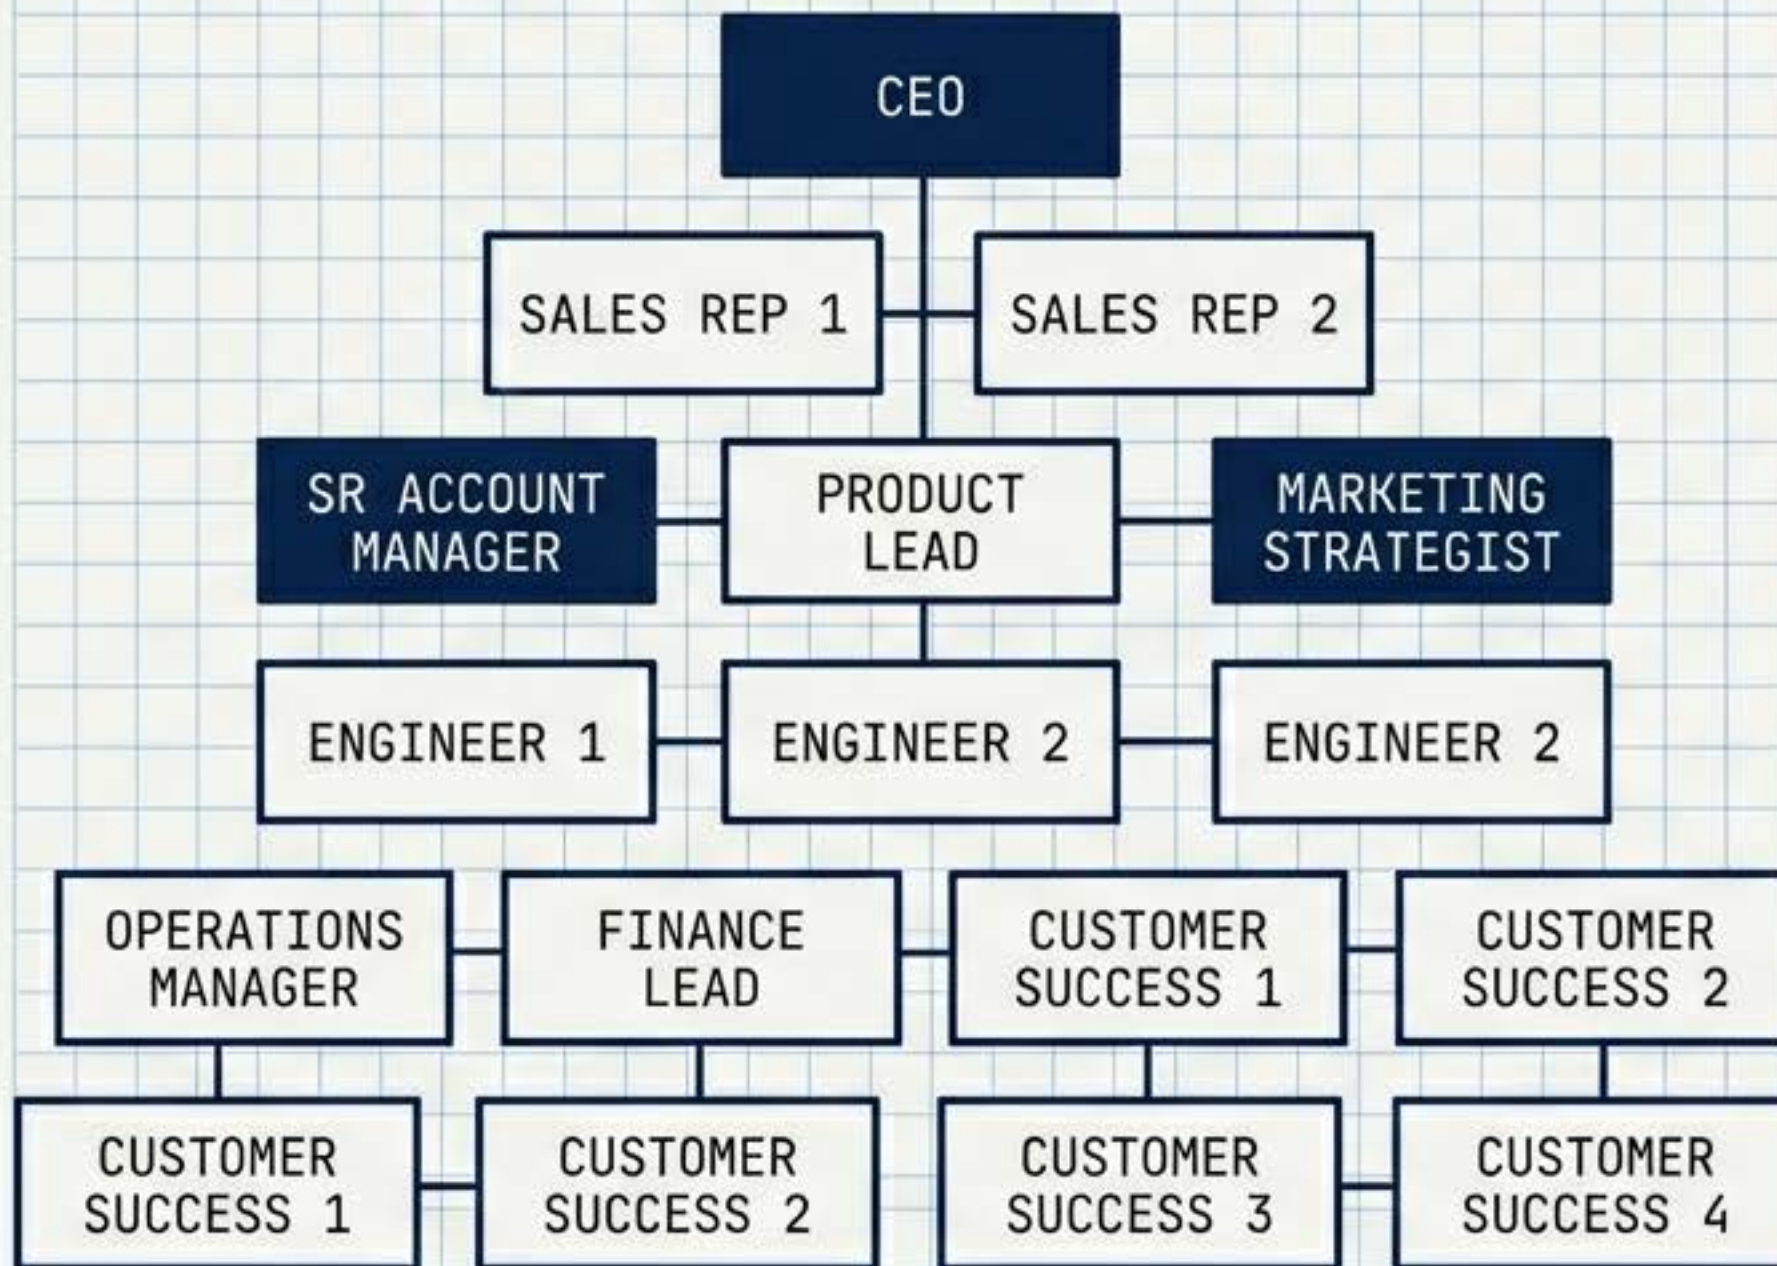 CEO
SALES REP 1
SALES REP 2
SR ACCOUNT
MANAGER
PRODUCT
LEAD
MARKETING
STRATEGIST
ENGINEER 1
ENGINEER 2
ENGINEER 2
OPERATIONS
MANAGER
FINANCE
LEAD
CUSTOMER
SUCCESS 1
CUSTOMER
SUCCESS 2
CUSTOMER
SUCCESS 1
CUSTOMER
SUCCESS 2
CUSTOMER
SUCCESS 3
CUSTOMER
SUCCESS 4